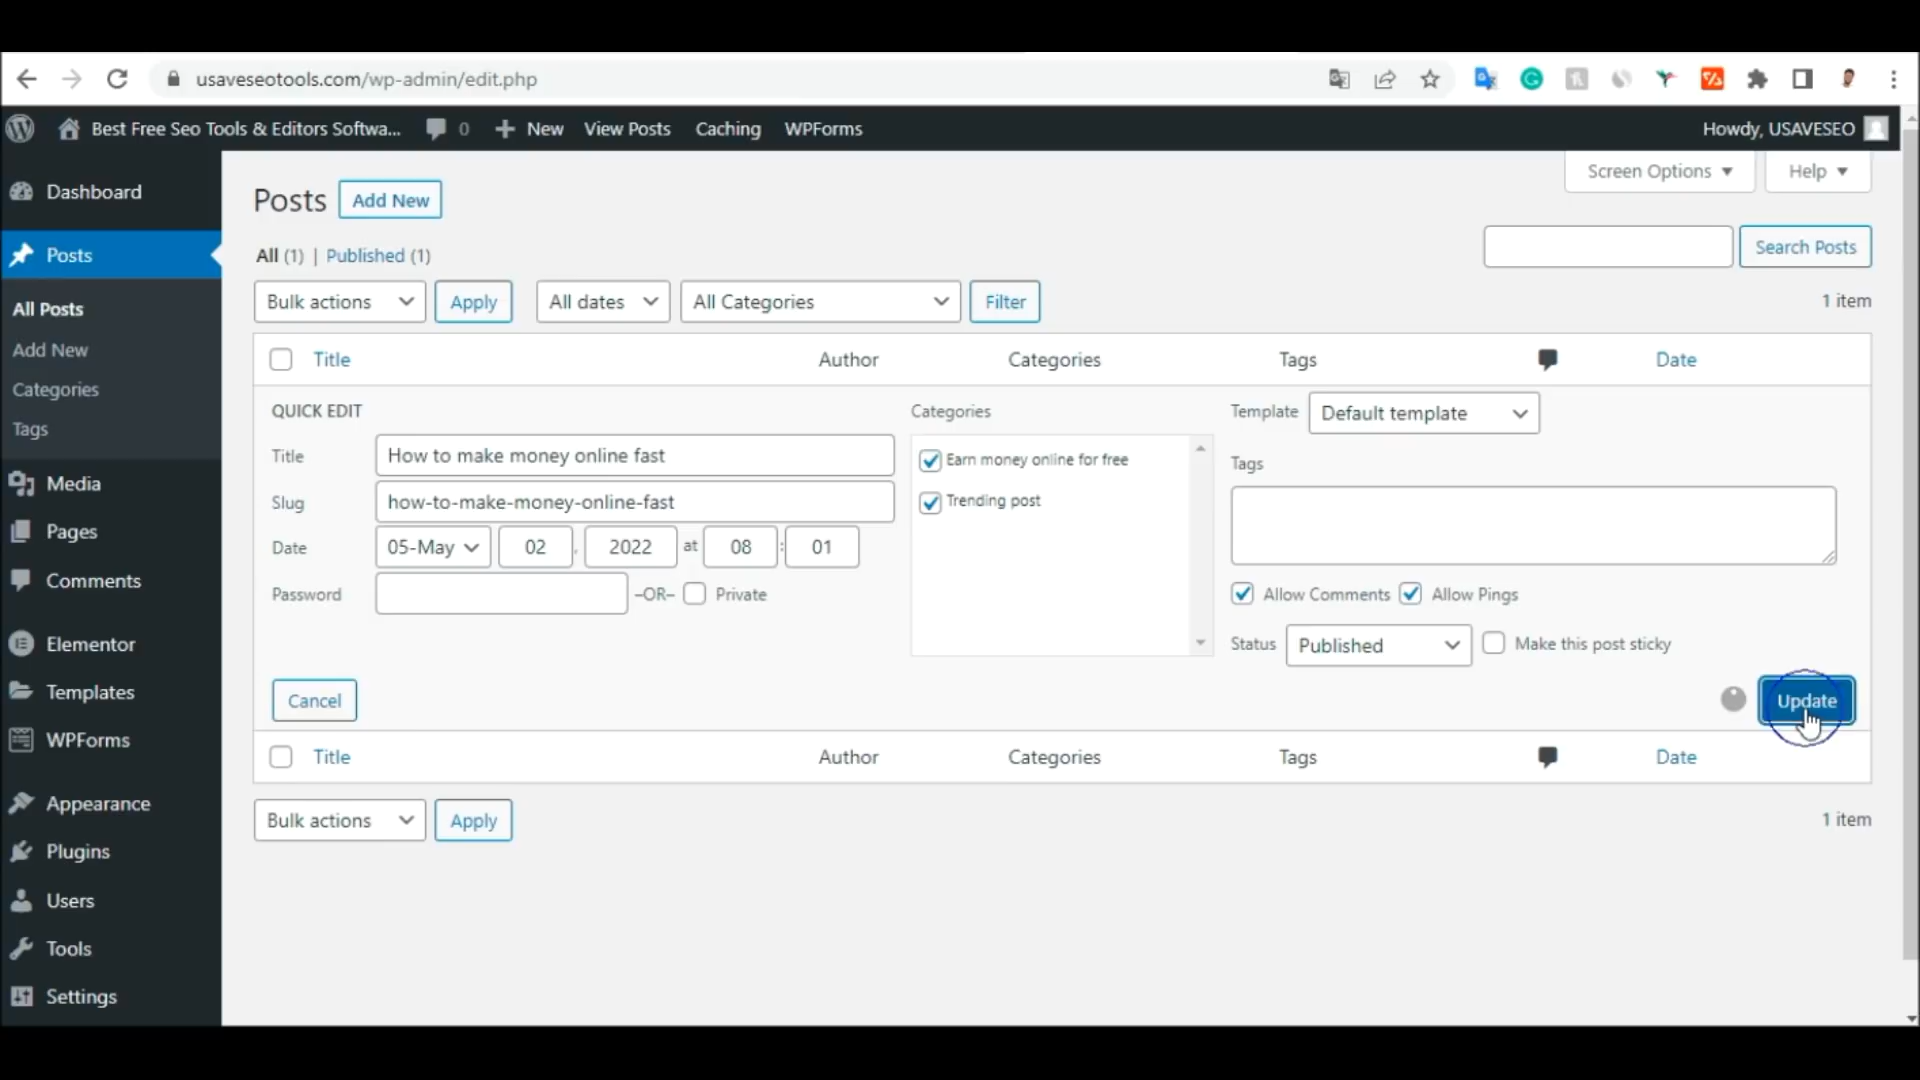 usaveseotools.com/wp-admin/edit.php
Best Free Seo Tools & Editors Softwa... 0 New View Posts Caching WPForms Howdy, USAVESEO
Screen Options Help
Dashboard
Posts
All Posts
Add New
Categories
Tags
Media
Pages
Comments
Elementor
Templates
WPForms
Appearance
Plugins
Users
Tools
Settings
Posts Add New
All (1) | Published (1)
Search Posts
Bulk actions Apply All dates All Categories Filter 1 item
Title Author Categories Tags Date
QUICK EDIT
Title How to make money online fast
Slug how-to-make-money-online-fast
Date 05-May 02 , 2022 at 08 : 01
Password –OR– Private
Categories
Earn money online for free
Trending post
Template Default template
Tags
Allow Comments Allow Pings
Status Published Make this post sticky
Cancel Update
Title Author Categories Tags Date
Bulk actions Apply 1 item